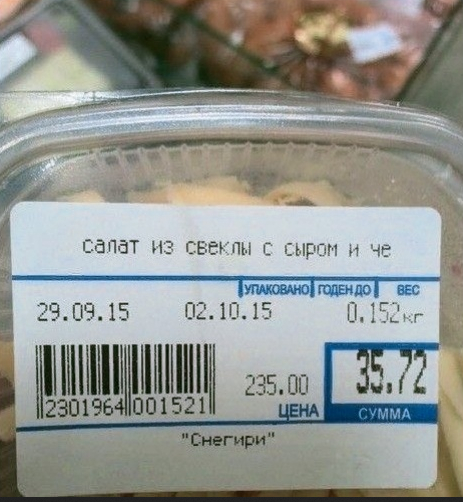 салат из свеклы с сыром и че
УПАКОВАНО ГОДЕН ДО ВЕС
29.09.15 02.10.15 0.152кг
2301964 001521
235.00 35.72
ЦЕНА СУММА
"Снегири"